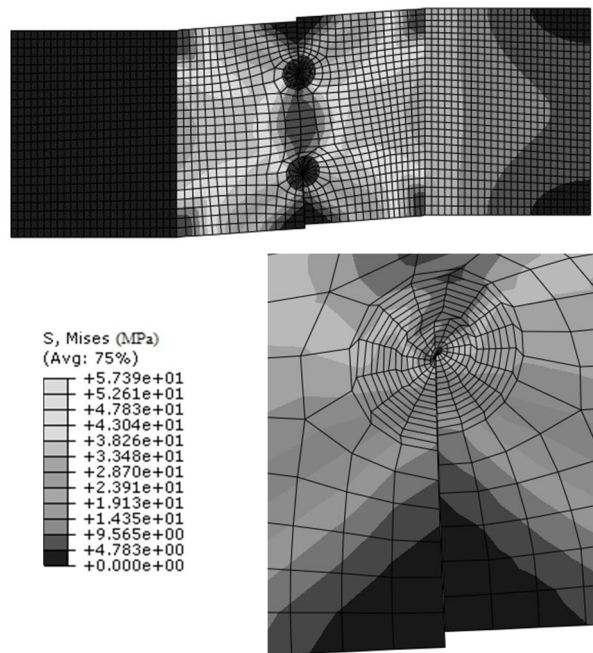 S, Mises (MPa)
(Avg: 75%)
+5.739e+01
+5.261e+01
+4.783e+01
+4.304e+01
+3.826e+01
+3.348e+01
+2.870e+01
+2.391e+01
+1.913e+01
+1.435e+01
+9.565e+00
+4.783e+00
+0.000e+00